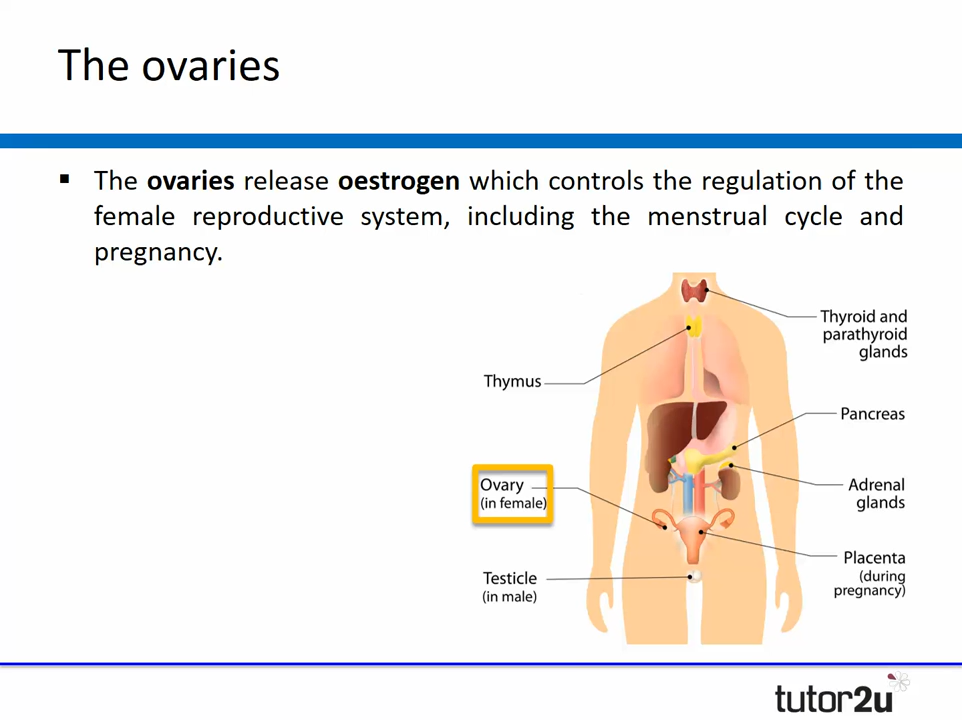 The ovaries
▪ The ovaries release oestrogen which controls the regulation of the
female reproductive system, including the menstrual cycle and
pregnancy.
Thyroid and
parathyroid
glands
Thymus
Pancreas
Ovary
(in female)
Adrenal
glands
Placenta
(during
pregnancy)
Testicle
(in male)
tutor2u